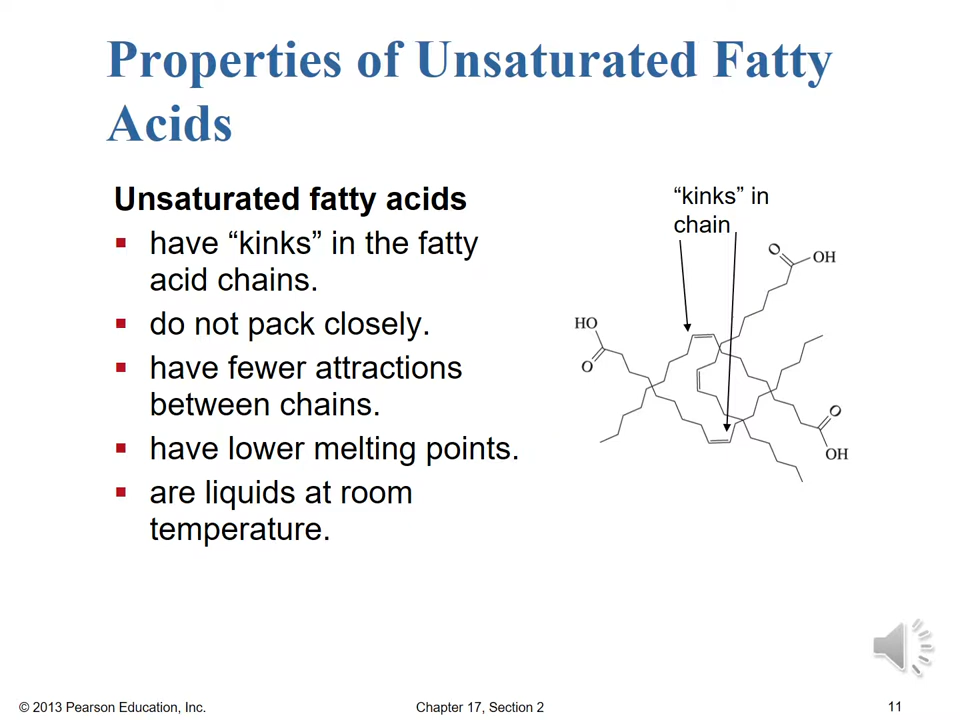 Properties of Unsaturated Fatty
Acids
Unsaturated fatty acids
▪ have “kinks” in the fatty
acid chains.
▪ do not pack closely.
▪ have fewer attractions
between chains.
▪ have lower melting points.
▪ are liquids at room
temperature.
“kinks” in
chain
O
OH
HO
O
O
OH
© 2013 Pearson Education, Inc.
Chapter 17, Section 2
11